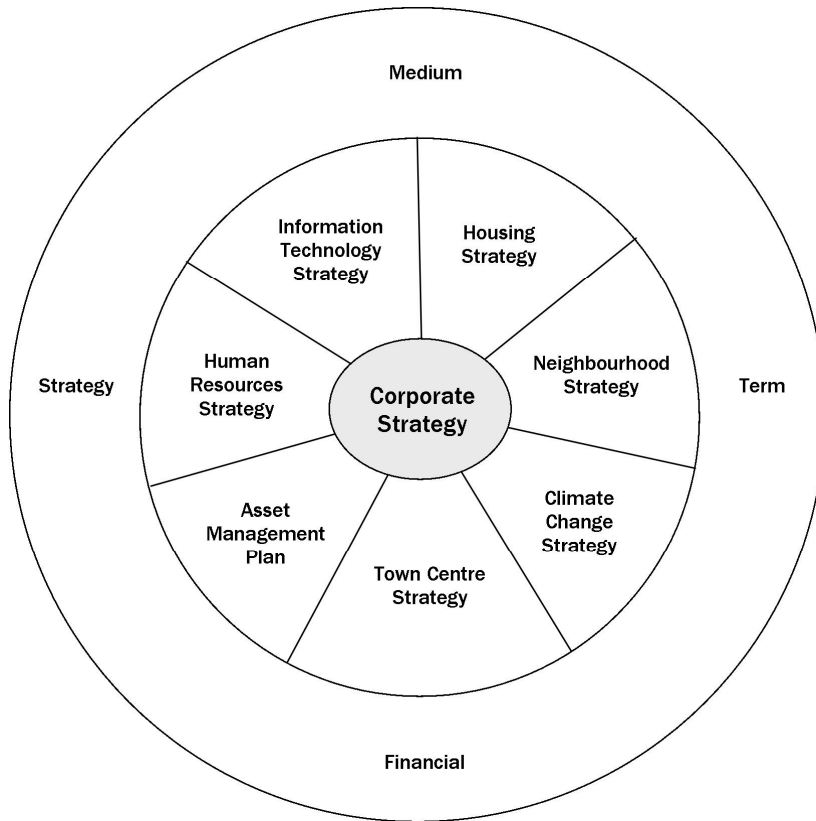 Medium
Term
Financial
Strategy
Information
Technology
Strategy
Housing
Strategy
Neighbourhood
Strategy
Climate
Change
Strategy
Town Centre
Strategy
Asset
Management
Plan
Human
Resources
Strategy
Corporate
Strategy